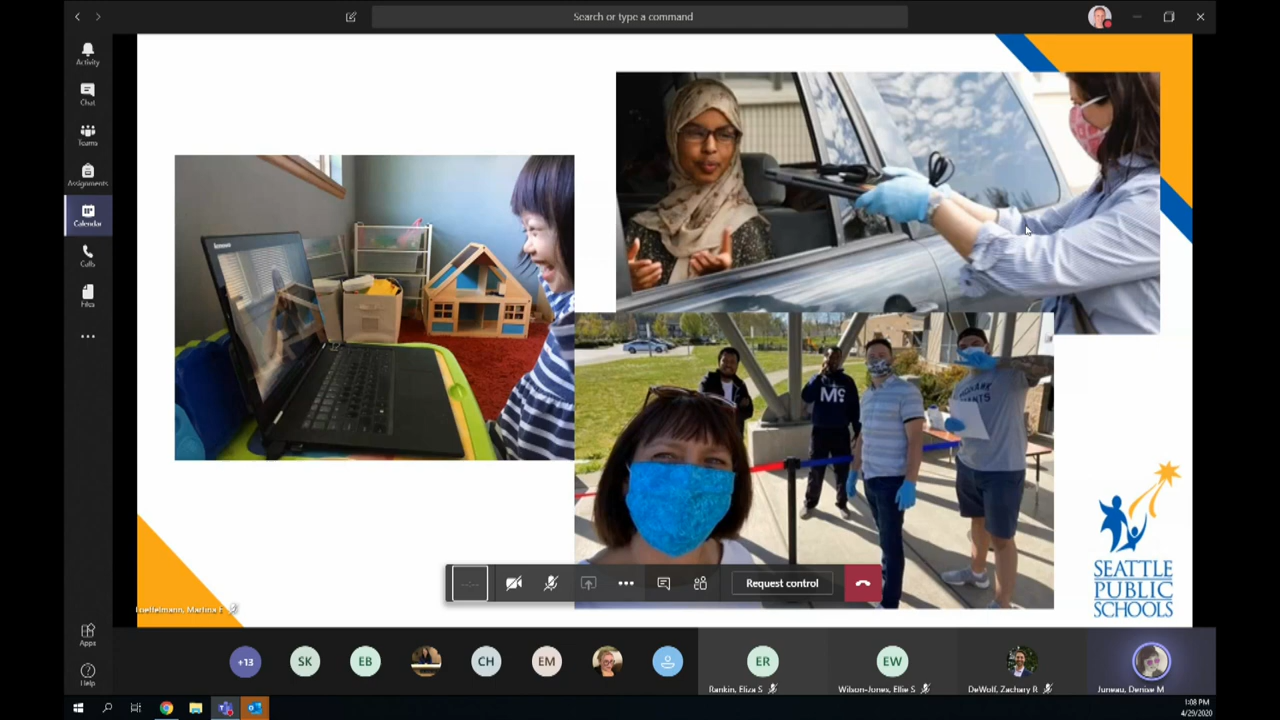 Search or type a command
Activity
Chat
Teams
Assignments
Calendar
Calls
Files
Apps
Help
lenovo
SEATTLE
PUBLIC
SCHOOLS
Request control
+13
SK
EB
CH
EM
ER
EW
Rankin, Eliza S
Wilson-Jones, Ellie S
DeWolf, Zachary R
Juneau, Denise M
1:08 PM
4/29/2020